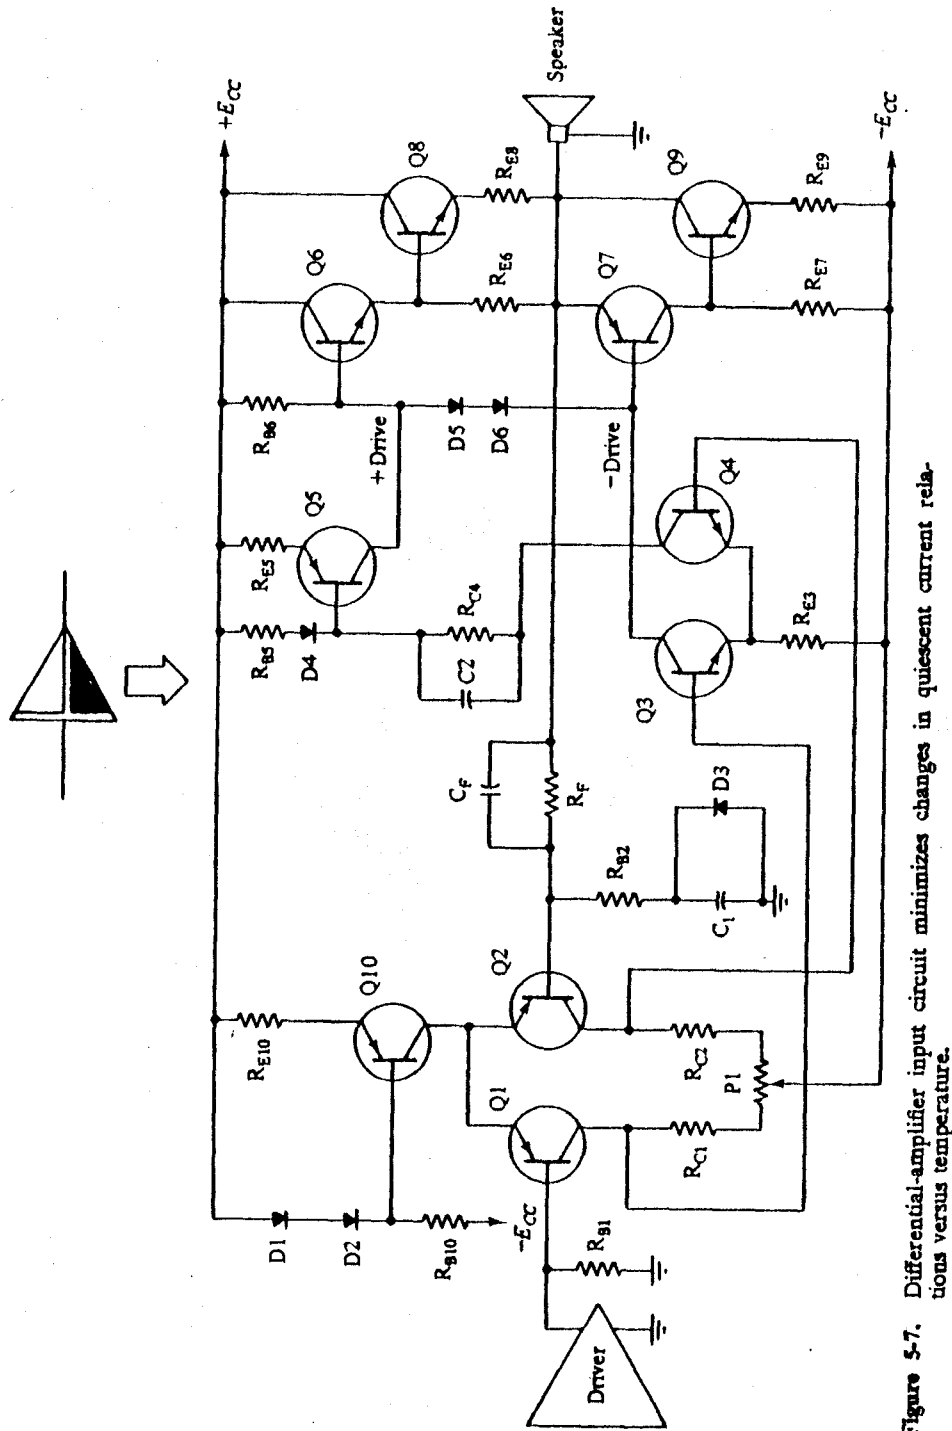 +E_CC
Q6
Q8
R_E8
Speaker
R_B6
R_E6
Q7
Q9
R_E9
R_E7
+Drive
D5
D6
−Drive
R_E5
Q5
R_B5
D4
R_C4
C2
Q4
Q3
R_E3
−E_CC
C_F
R_F
R_B2
C_1
D3
R_E10
Q10
Q2
Q1
R_C2
P1
R_C1
D1
D2
R_B10
−E_CC
R_B1
Driver
Figure 5-7. Differential-amplifier input circuit minimizes changes in quiescent current rela-
tions versus temperature.